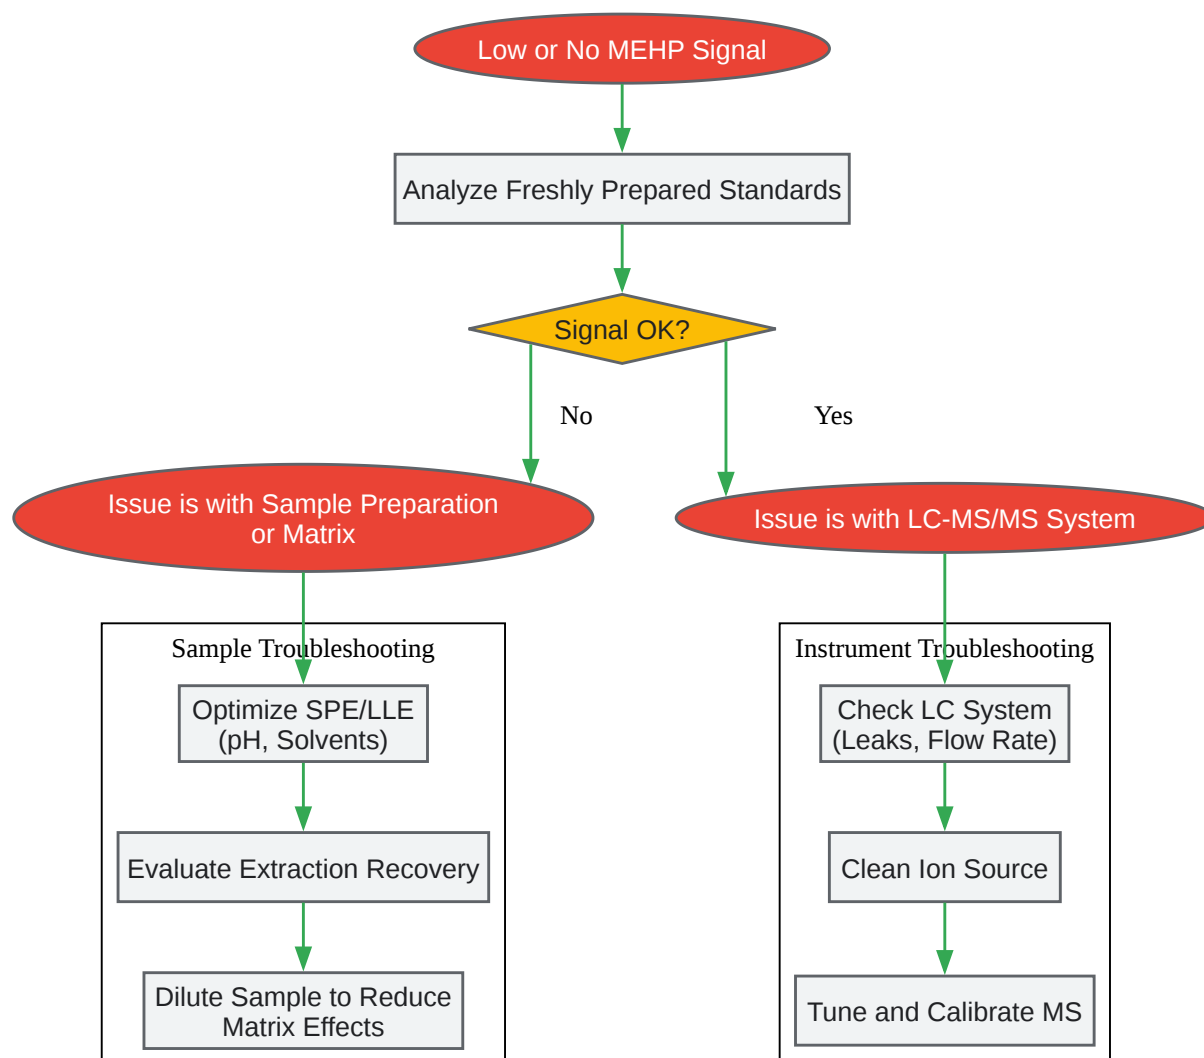 Low or No MEHP Signal
Analyze Freshly Prepared Standards
Signal OK?
No
Yes
Issue is with Sample Preparation
or Matrix
Issue is with LC-MS/MS System
Sample Troubleshooting
Optimize SPE/LLE
(pH, Solvents)
Evaluate Extraction Recovery
Dilute Sample to Reduce
Matrix Effects
Instrument Troubleshooting
Check LC System
(Leaks, Flow Rate)
Clean Ion Source
Tune and Calibrate MS